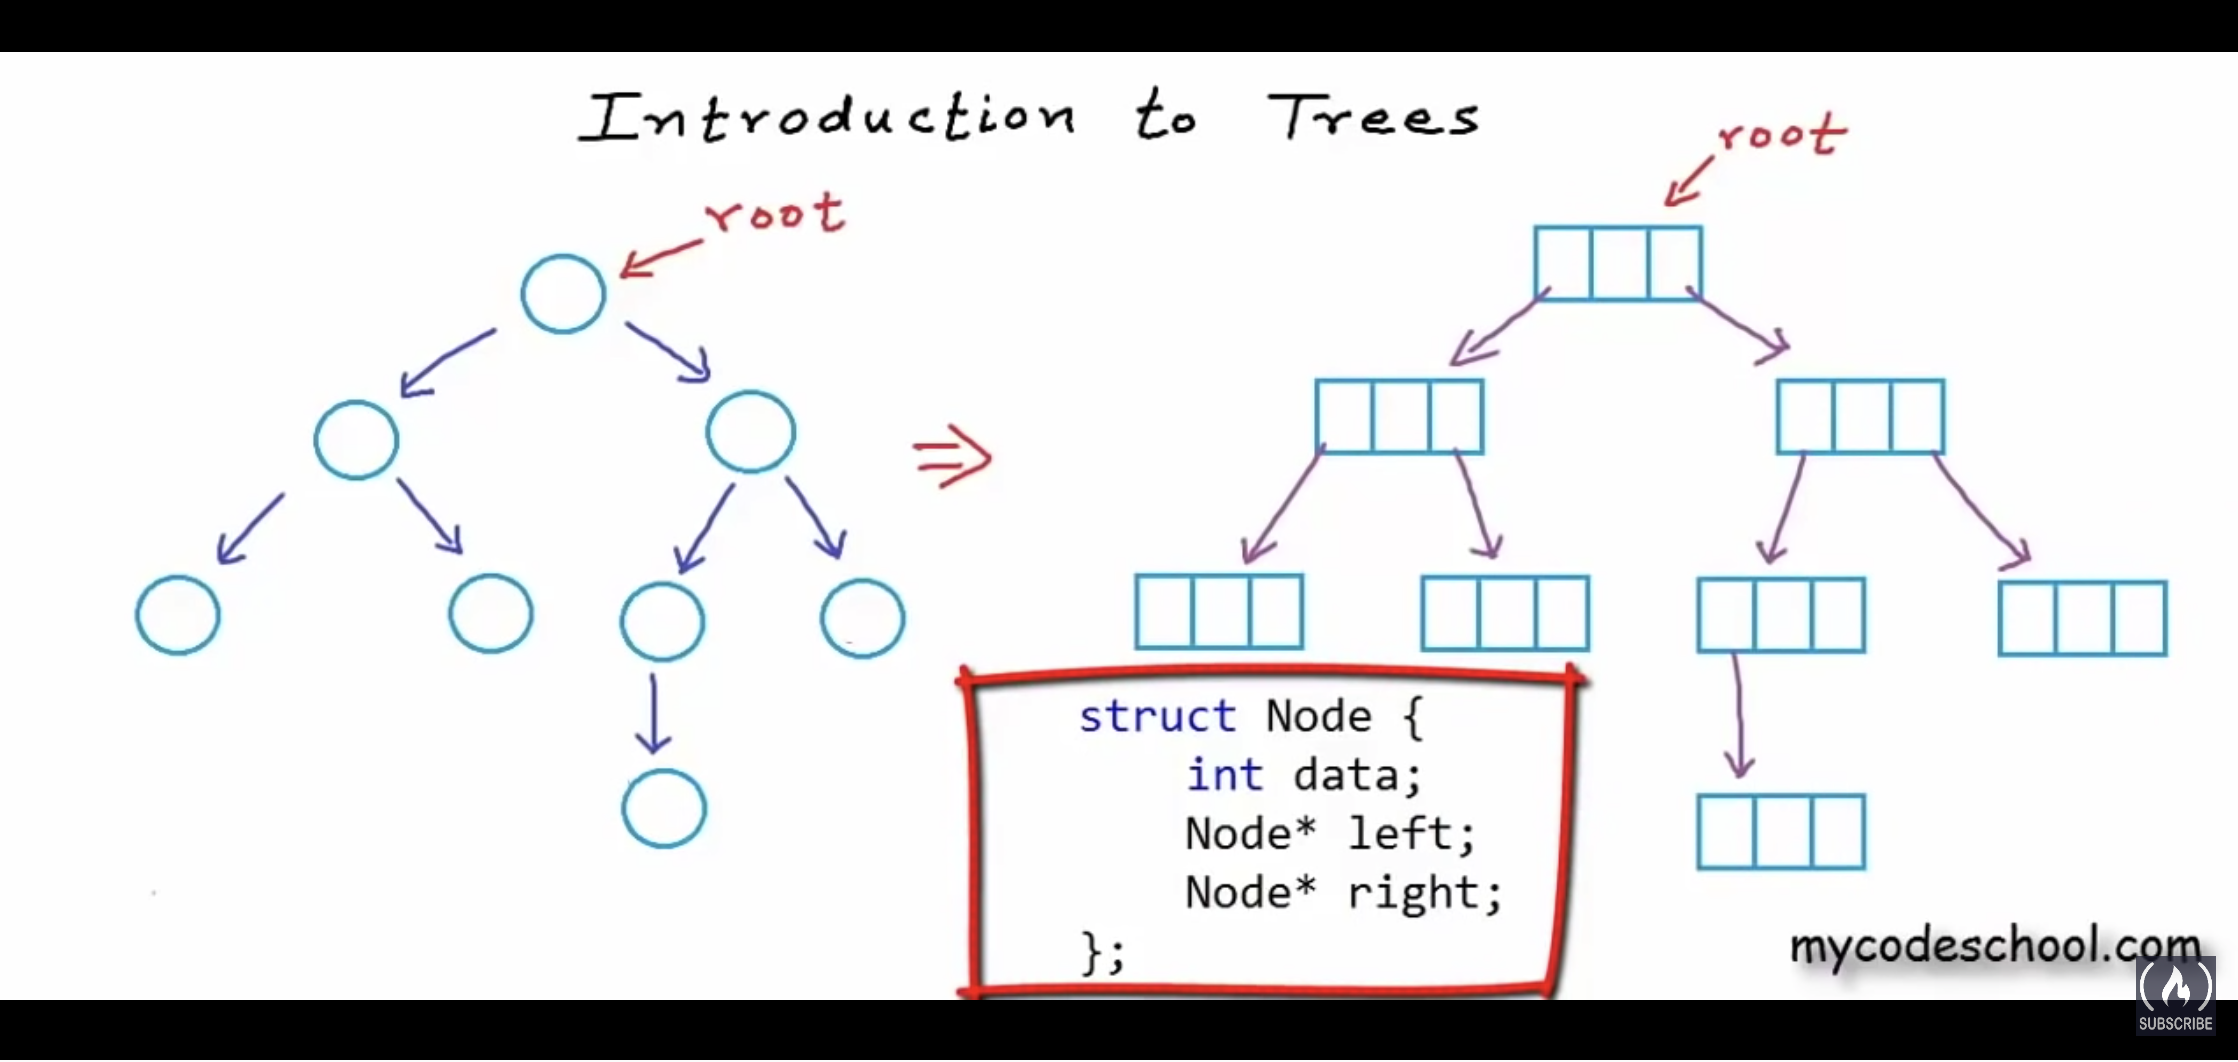 Introduction to Trees
root
root
struct Node {
int data;
Node* left;
Node* right;
};
mycodeschool.com
SUBSCRIBE